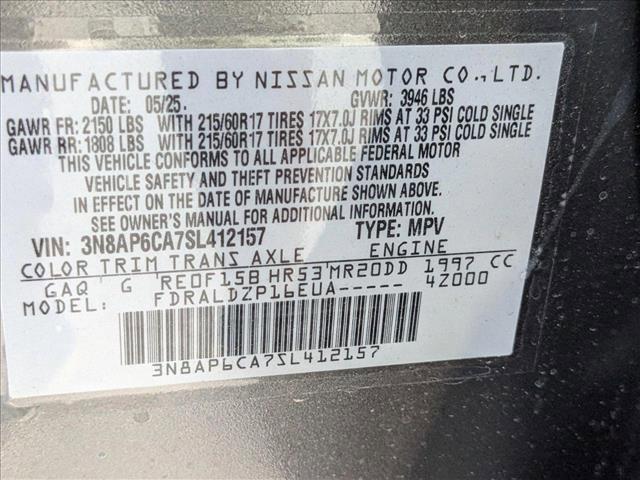 MANUFACTURED BY NISSAN MOTOR CO.,LTD.
DATE: 05/25. GVWR: 3946 LBS
GAWR FR: 2150 LBS WITH 215/60R17 TIRES 17X7.0J RIMS AT 33 PSI COLD SINGLE
GAWR RR: 1808 LBS WITH 215/60R17 TIRES 17X7.0J RIMS AT 33 PSI COLD SINGLE
THIS VEHICLE CONFORMS TO ALL APPLICABLE FEDERAL MOTOR
VEHICLE SAFETY AND THEFT PREVENTION STANDARDS
IN EFFECT ON THE DATE OF MANUFACTURE SHOWN ABOVE.
SEE OWNER'S MANUAL FOR MORE INFORMATION
VIN: 3N8AP6CA7SL412157 TYPE: MPV
COLOR TRIM TRANS AXLE ENGINE
GAQ G RE0F15B HR53 MR20DD 1997 CC
MODEL: FDRALDZP16EUA----- 4Z000
3N8AP6CA7SL412157